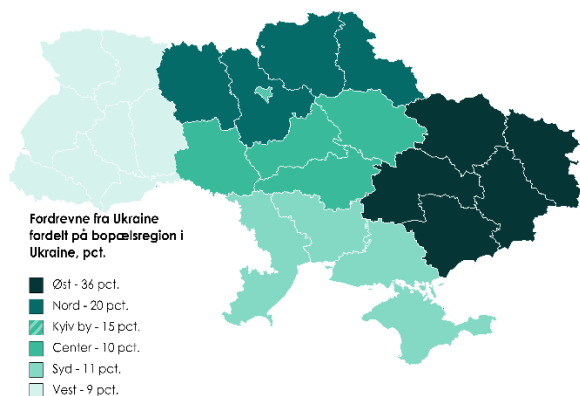 Fordrevne fra Ukraine
fordelt på bopælsregion i
Ukraine, pct.
Øst - 36 pct.
Nord - 20 pct.
Kyiv by - 15 pct.
Center - 10 pct.
Syd - 11 pct.
Vest - 9 pct.